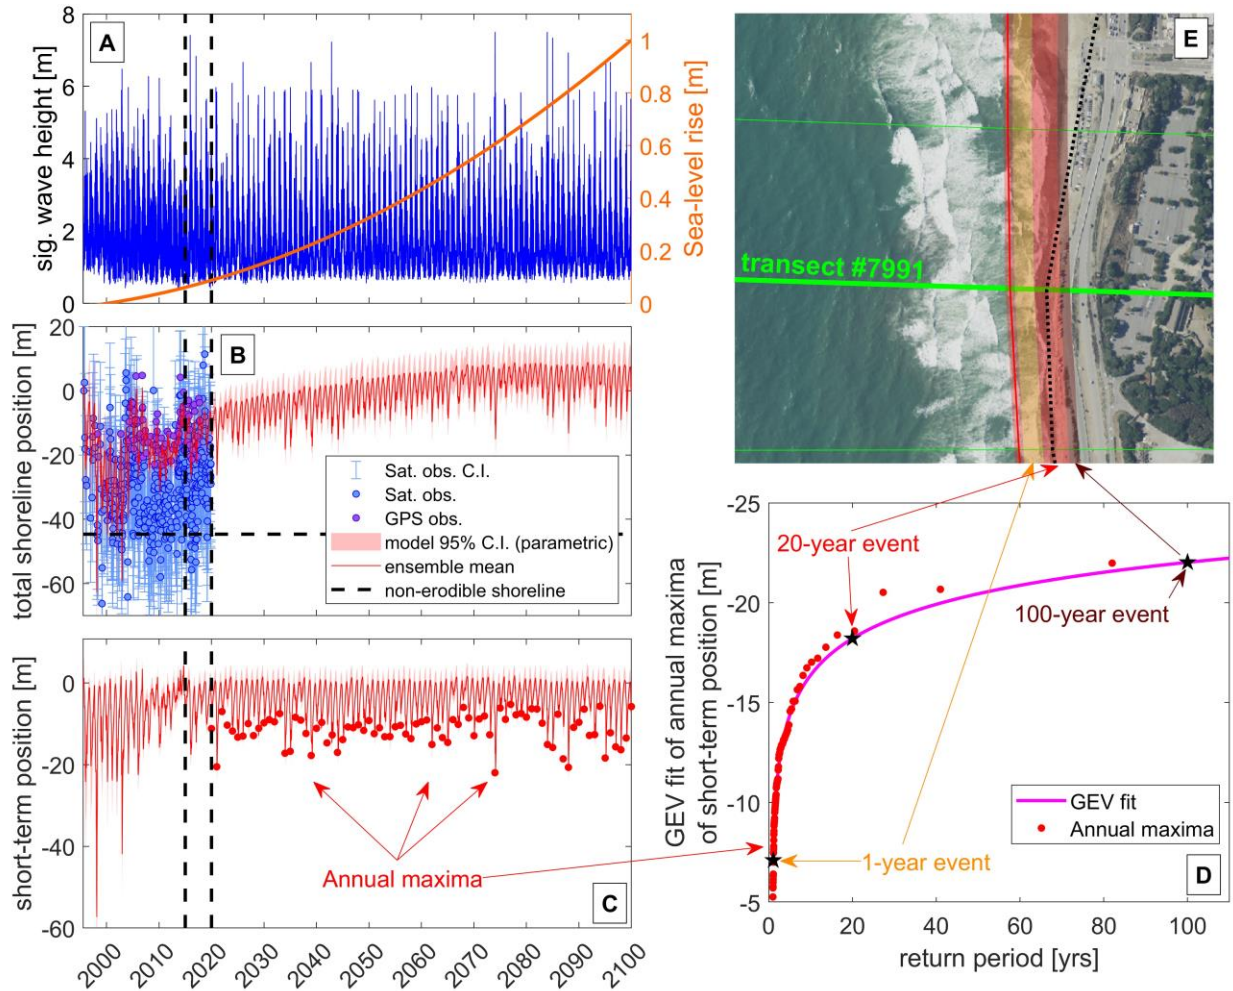 A
sig. wave height [m]
8
6
4
2
0
Sea-level rise [m]
1
0.8
0.6
0.4
0.2
0
B
total shoreline position [m]
20
0
-20
-40
-60
Sat. obs. C.I.
Sat. obs.
GPS obs.
model 95% C.I. (parametric)
ensemble mean
non-erodible shoreline
short-term position [m]
0
-20
-40
-60
Annual maxima
C
2000
2010
2020
2030
2040
2050
2060
2070
2080
2090
2100
E
transect #7991
GEV fit of annual maxima
of short-term position [m]
-25
-20
-15
-10
-5
20-year event
100-year event
1-year event
GEV fit
Annual maxima
D
0
20
40
60
80
100
return period [yrs]